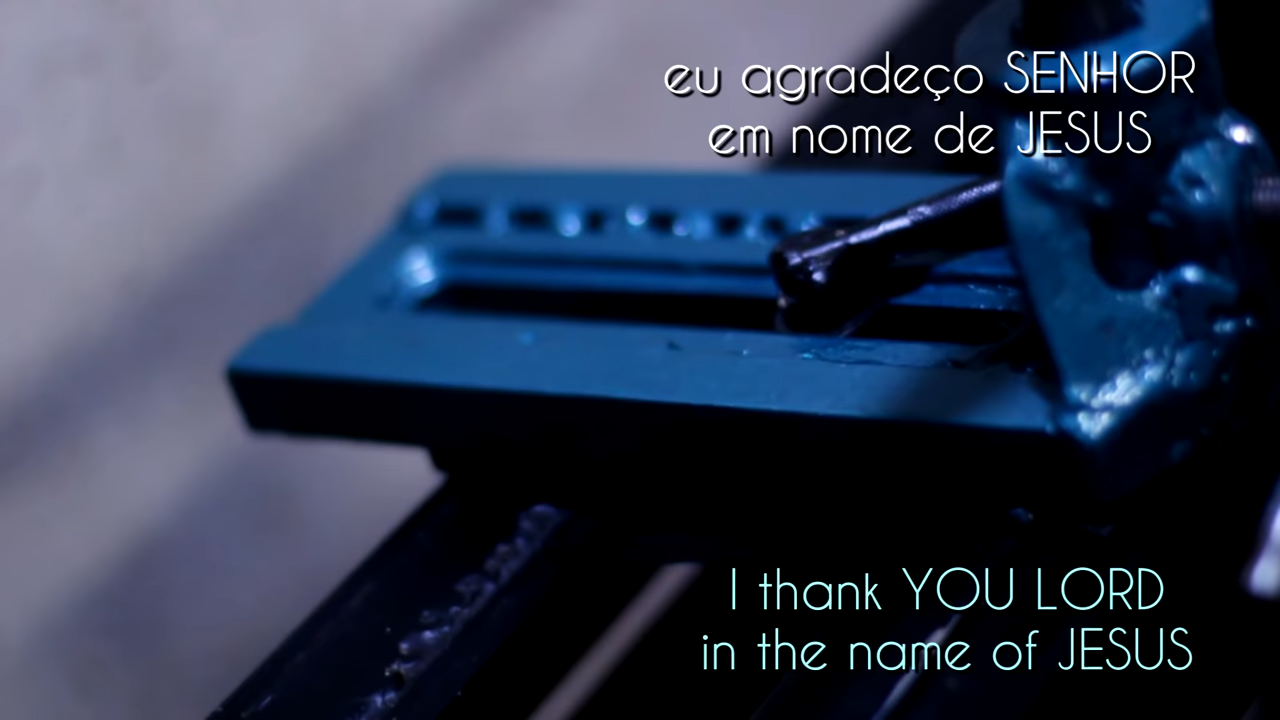 eu agradeço SENHOR
em nome de JESUS
I thank YOU LORD
in the name of JESUS